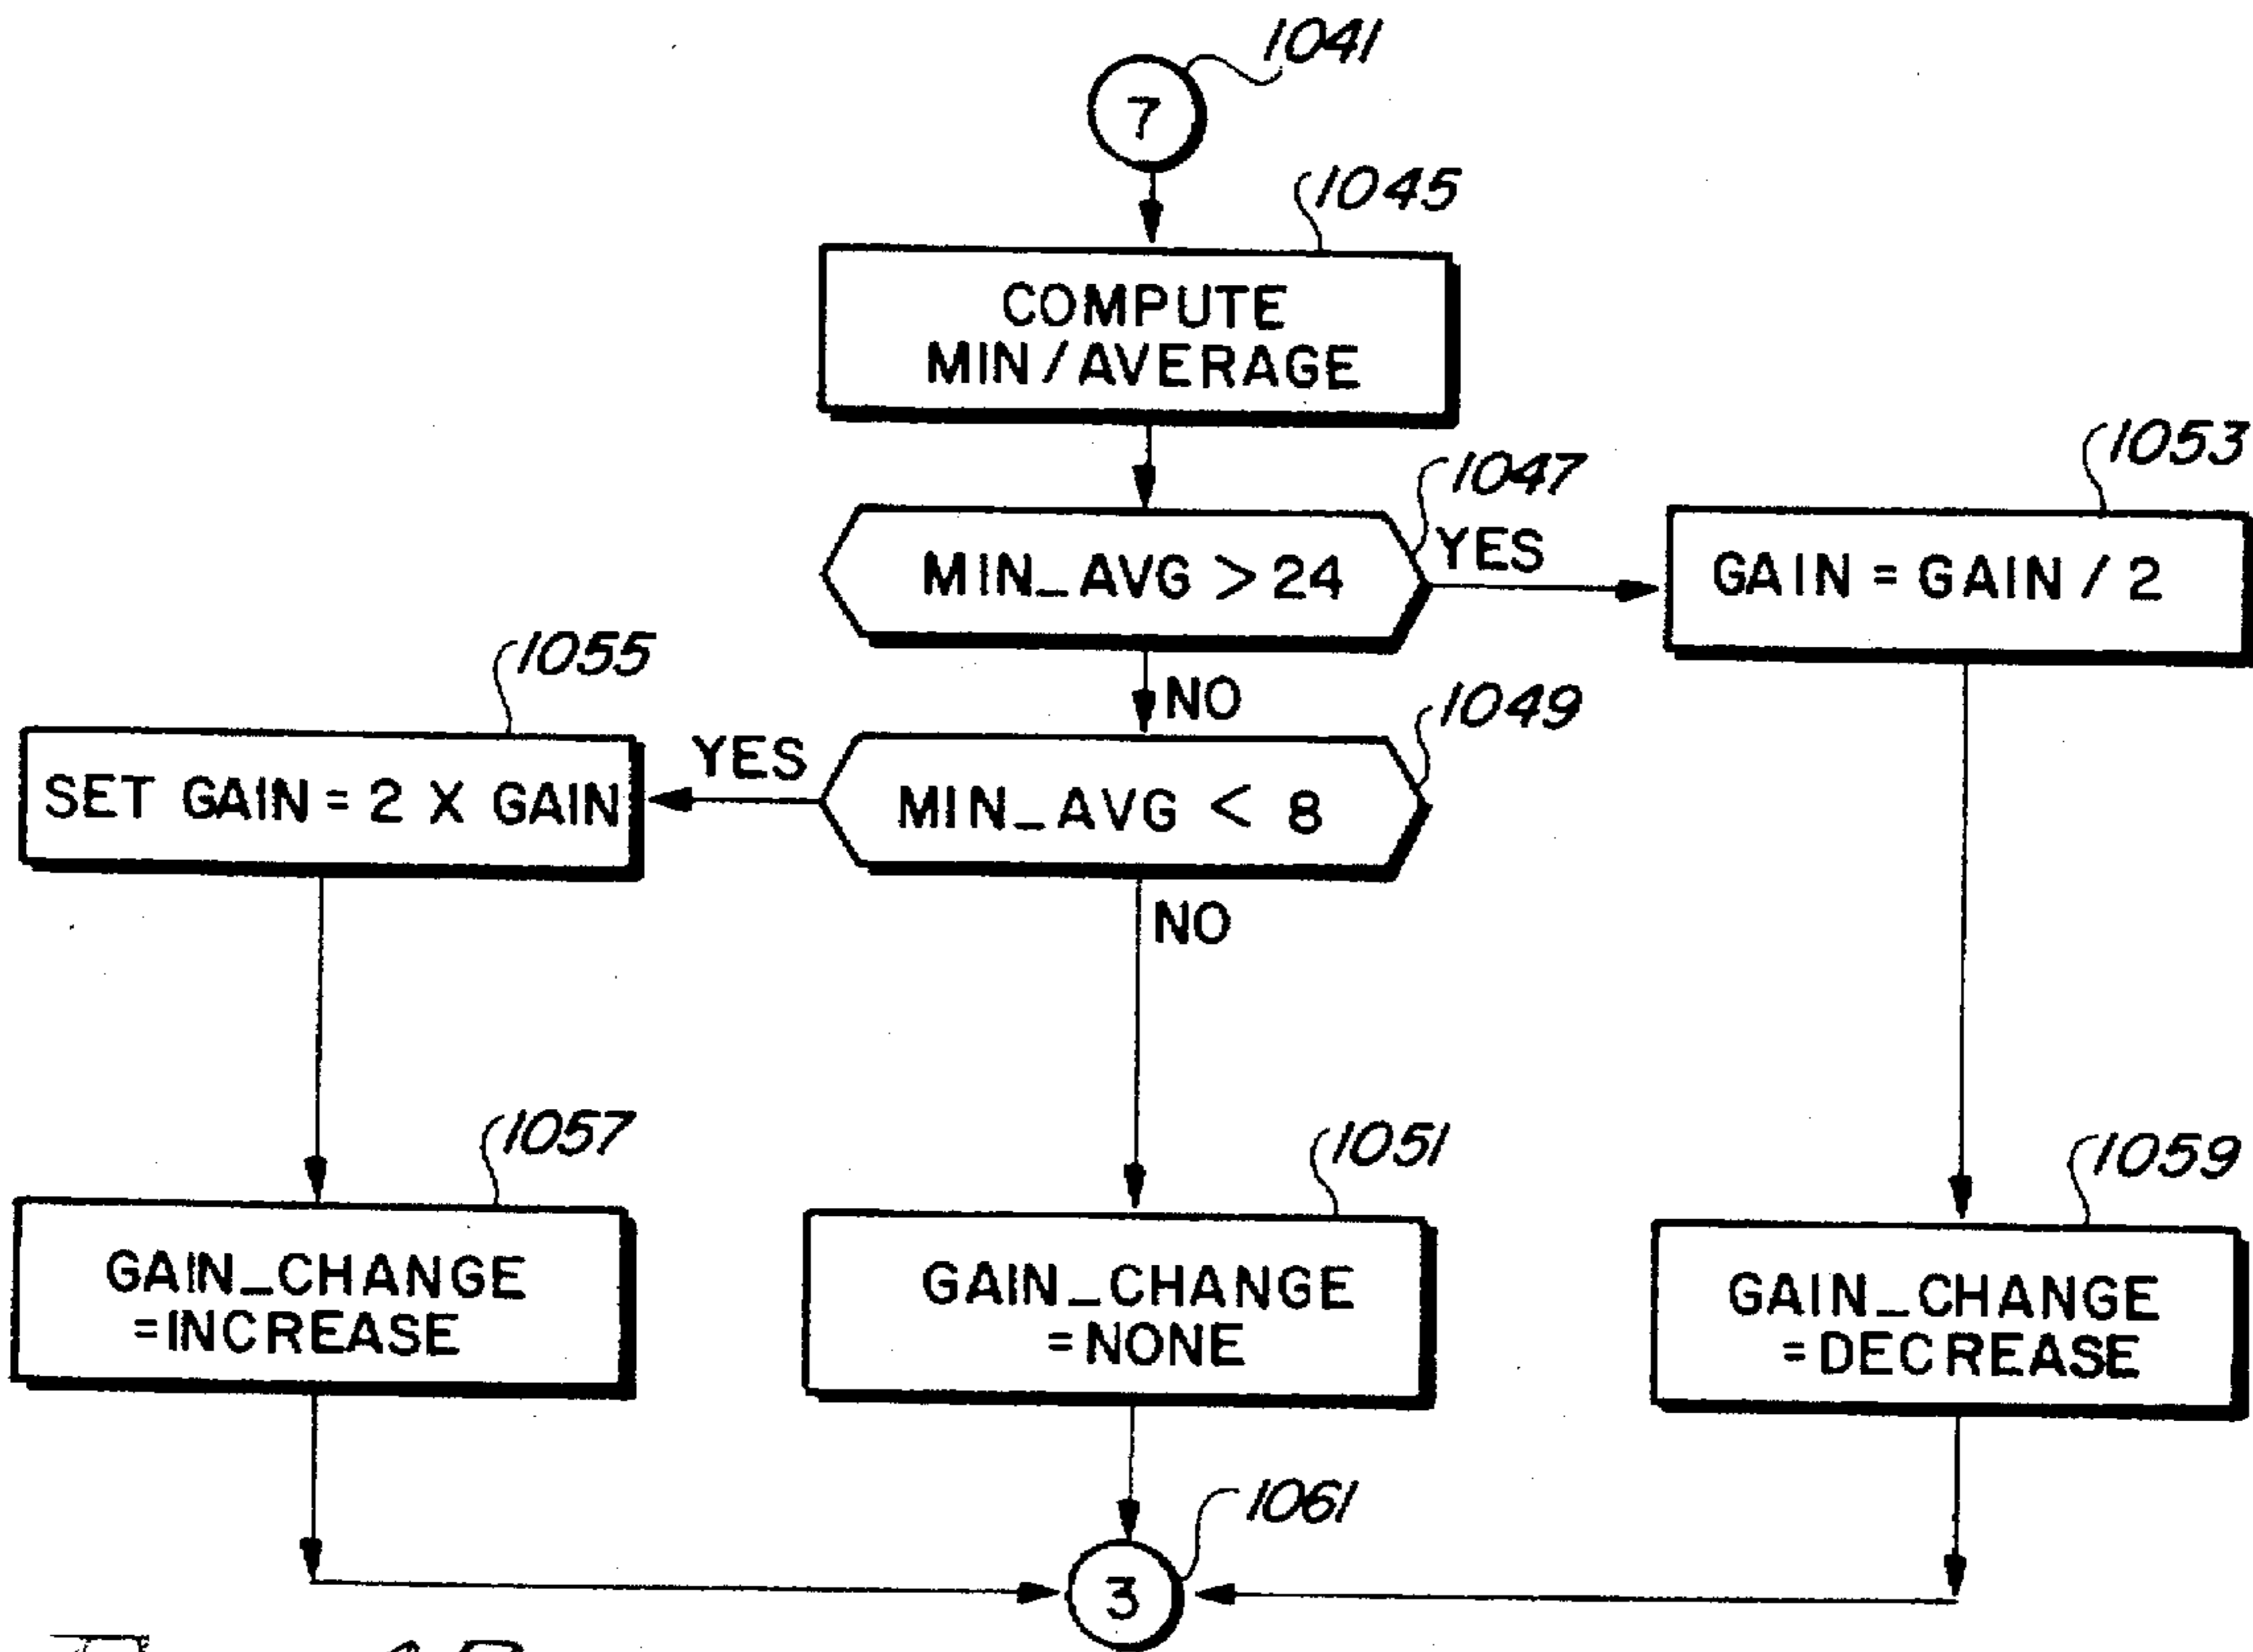 1041
7
1045
COMPUTE
MIN/AVERAGE
1047
1053
MIN_AVG > 24
YES
GAIN = GAIN / 2
1055
NO
1049
SET GAIN = 2 X GAIN
YES
MIN_AVG < 8
NO
1057
1051
1059
GAIN_CHANGE
=INCREASE
GAIN_CHANGE
=NONE
GAIN_CHANGE
=DECREASE
1061
3